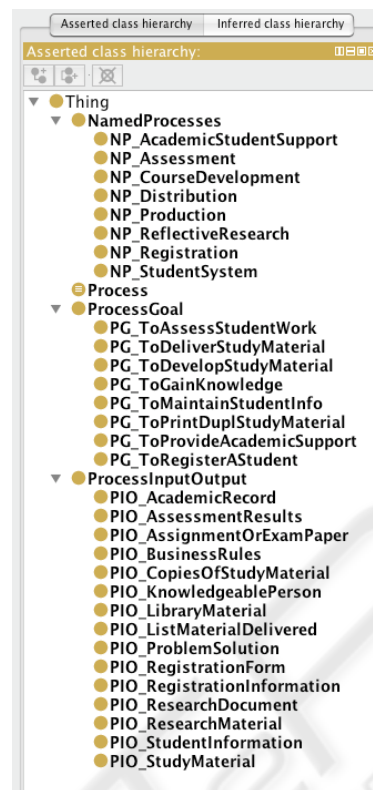 Asserted class hierarchy Inferred class hierarchy
Asserted class hierarchy:
Thing
NamedProcesses
NP_AcademicStudentSupport
NP_Assessment
NP_CourseDevelopment
NP_Distribution
NP_Production
NP_ReflectiveResearch
NP_Registration
NP_StudentSystem
Process
ProcessGoal
PG_ToAssessStudentWork
PG_ToDeliverStudyMaterial
PG_ToDevelopStudyMaterial
PG_ToGainKnowledge
PG_ToMaintainStudentInfo
PG_ToPrintDuplStudyMaterial
PG_ToProvideAcademicSupport
PG_ToRegisterAStudent
ProcessInputOutput
PIO_AcademicRecord
PIO_AssessmentResults
PIO_AssignmentOrExamPaper
PIO_BusinessRules
PIO_CopiesOfStudyMaterial
PIO_KnowledgeablePerson
PIO_LibraryMaterial
PIO_ListMaterialDelivered
PIO_ProblemSolution
PIO_RegistrationForm
PIO_RegistrationInformation
PIO_ResearchDocument
PIO_ResearchMaterial
PIO_StudentInformation
PIO_StudyMaterial